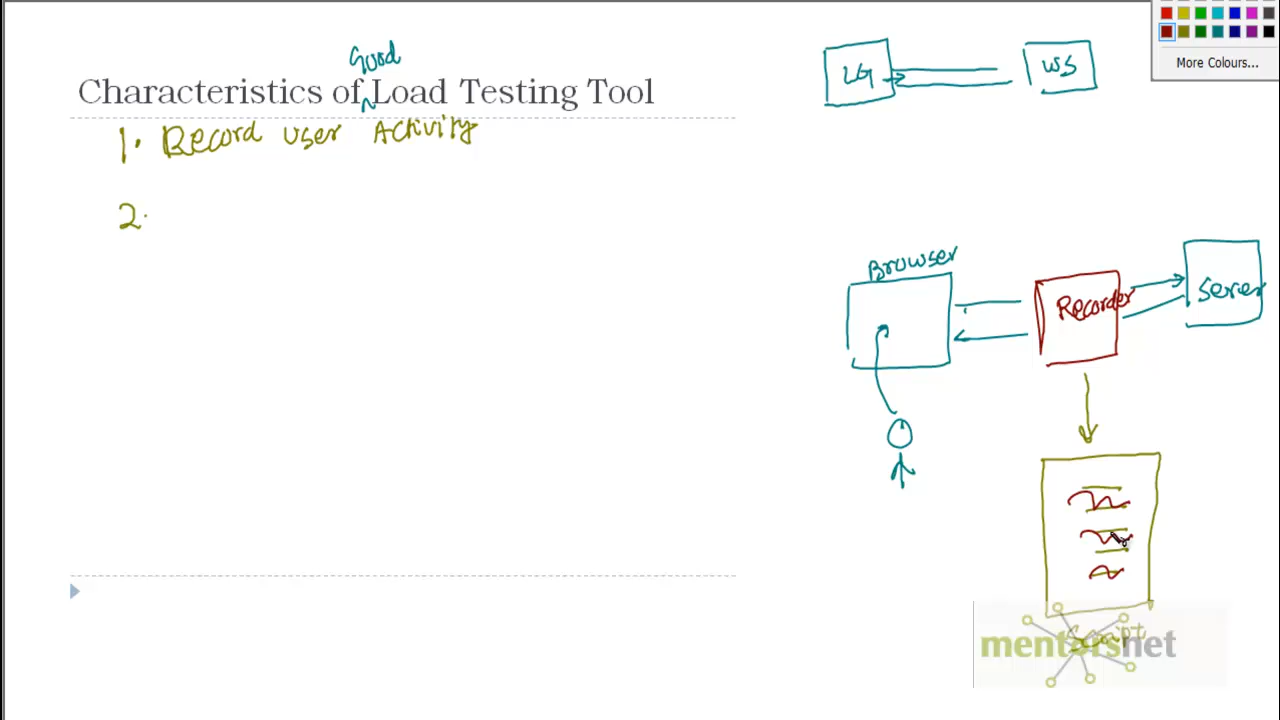 Good
Characteristics of Load Testing Tool
1. Record user Activity
2.
LG
WS
More Colours...
Browser
Recorder
Server
Script
mentorsnet